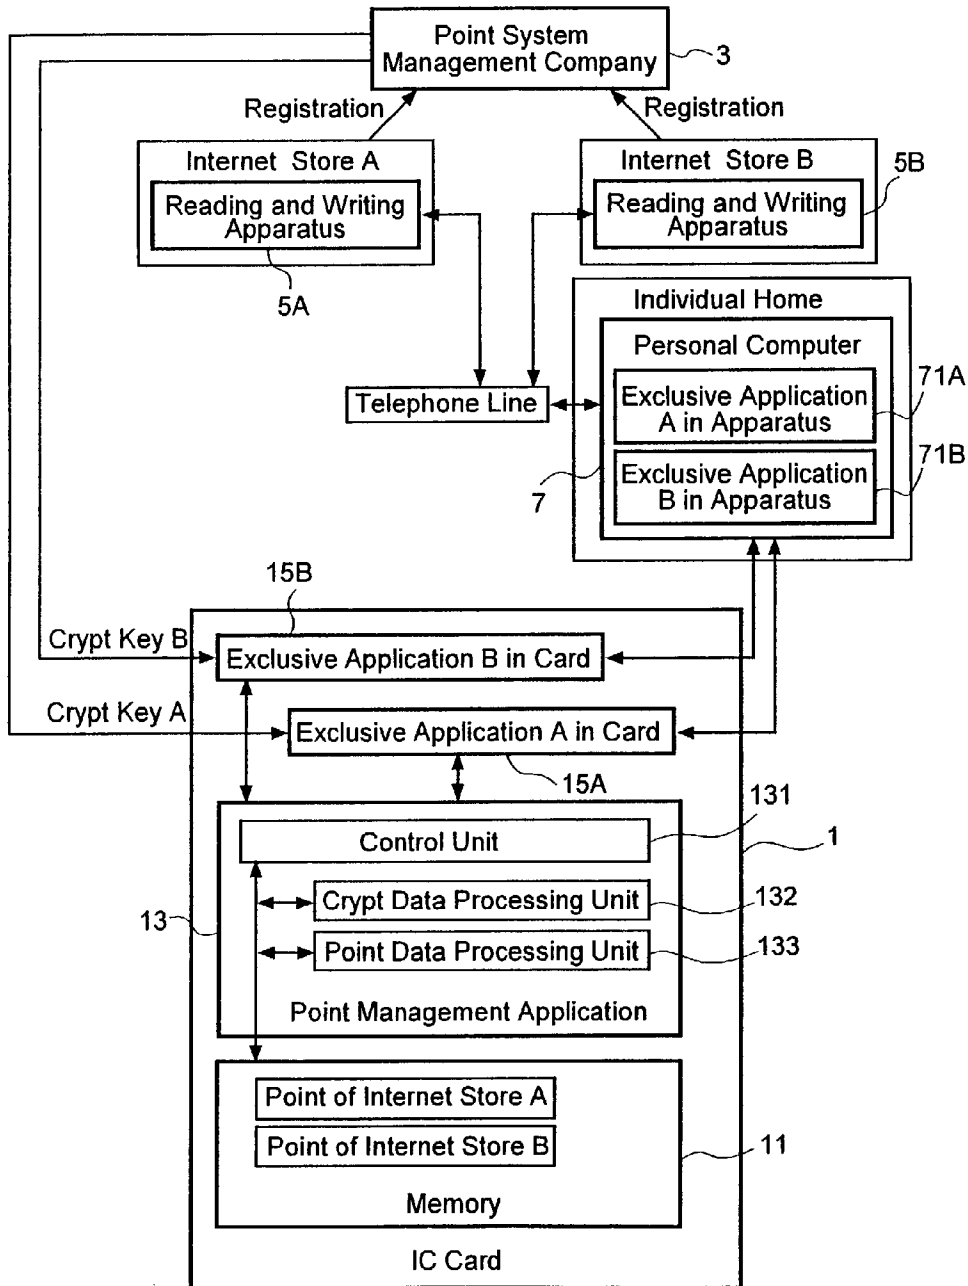 Point System
Management Company
3
Registration
Registration
Internet Store A
Reading and Writing
Apparatus
5A
Internet Store B
Reading and Writing
Apparatus
5B
Individual Home
Personal Computer
Exclusive Application
A in Apparatus
71A
Exclusive Application
B in Apparatus
71B
7
Telephone Line
15B
Crypt Key B
Exclusive Application B in Card
Crypt Key A
Exclusive Application A in Card
15A
131
Control Unit
1
Crypt Data Processing Unit
132
13
Point Data Processing Unit
133
Point Management Application
Point of Internet Store A
Point of Internet Store B
11
Memory
IC Card